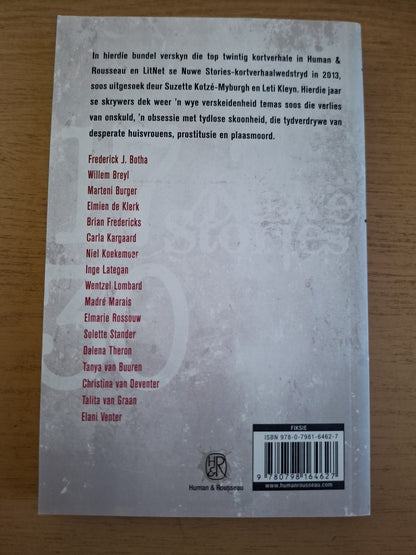 In hierdie bundel verskyn die top twintig kortverhale in Human &
Rousseau en LitNet se Nuwe Stories-kortverhaalwedstryd in 2013,
soos uitgesoek deur Suzette Kotzé-Myburgh en Leti Kleyn. Hierdie jaar
se skrywers dek weer 'n wye verskeidenheid temas soos die verlies
van onskuld, 'n obsessie met tydlose skoonheid, die tydverdrywe van
desperate huisvrouens, prostitusie en plaasmoord.
Frederick J. Botha
Willem Breyl
Marteni Burger
Elmien de Klerk
Brian Fredericks
Carla Kargaard
Niel Koekemoer
Inge Lategan
Wentzel Lombard
Madré Marais
Elmarie Rossouw
Solette Stander
Dalena Theron
Tanya van Buuren
Christina van Deventer
Talita van Graan
Elani Venter
H&R
Human & Rousseau
FIKSIE
ISBN 978-0-7981-6462-7
9 780798 164627
www.humanrousseau.com